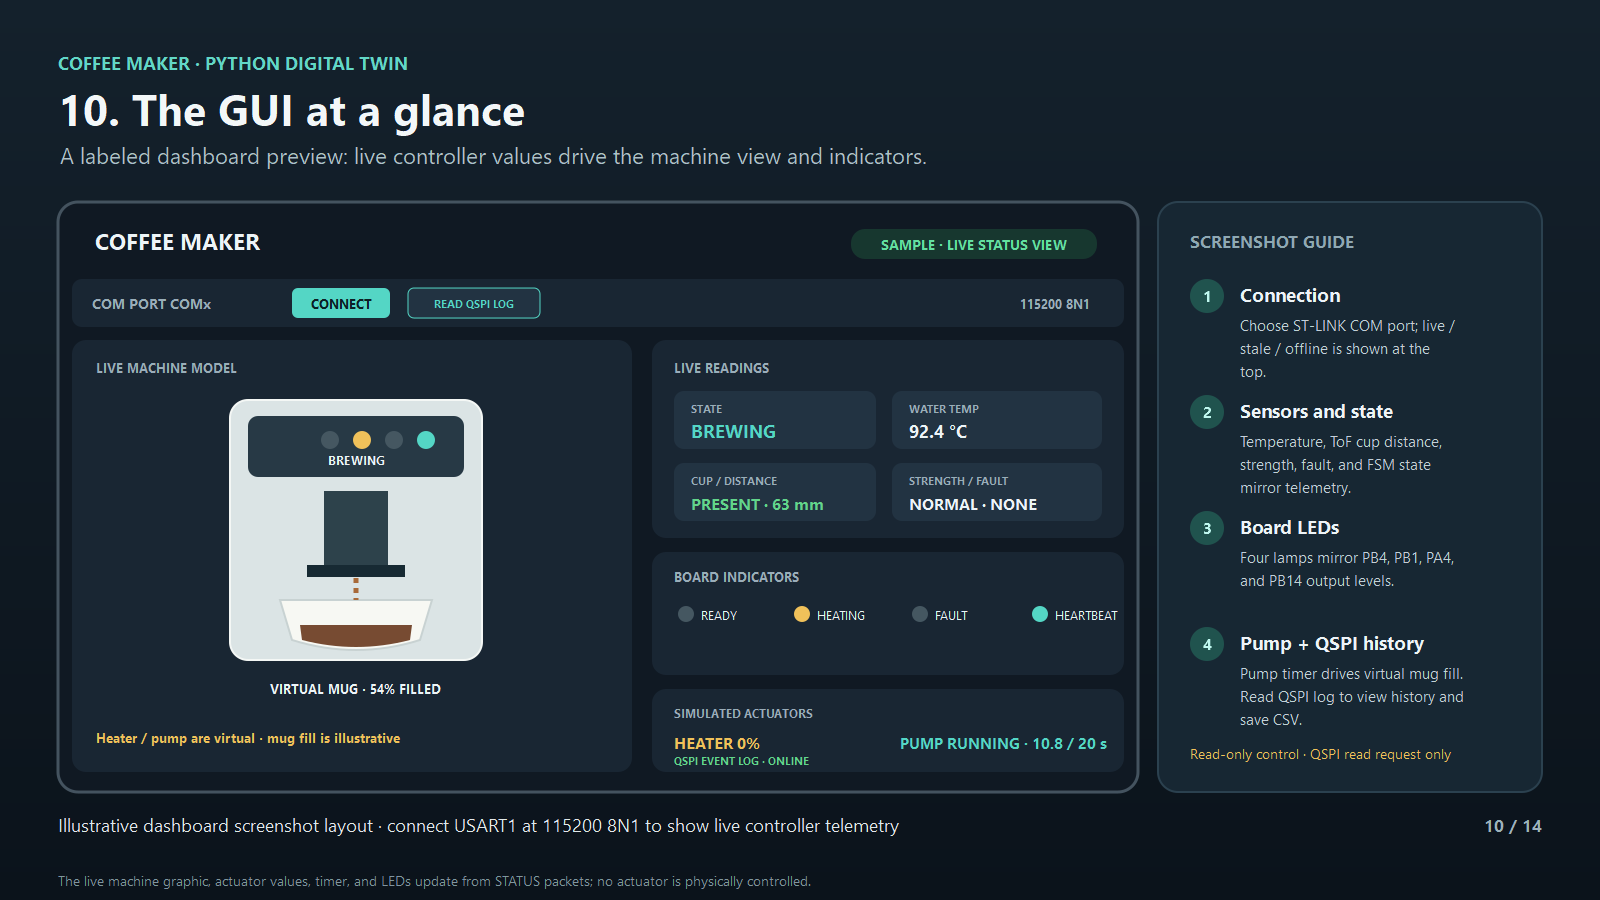 COFFEE MAKER · PYTHON DIGITAL TWIN
10. The GUI at a glance
A labeled dashboard preview: live controller values drive the machine view and indicators.
COFFEE MAKER
SAMPLE · LIVE STATUS VIEW
COM PORT COMx
CONNECT
READ QSPI LOG
115200 8N1
LIVE MACHINE MODEL
BREWING
VIRTUAL MUG · 54% FILLED
Heater / pump are virtual · mug fill is illustrative
LIVE READINGS
STATE
BREWING
WATER TEMP
92.4 °C
CUP / DISTANCE
PRESENT · 63 mm
STRENGTH / FAULT
NORMAL · NONE
BOARD INDICATORS
READY
HEATING
FAULT
HEARTBEAT
SIMULATED ACTUATORS
HEATER 0%
PUMP RUNNING · 10.8 / 20 s
QSPI EVENT LOG · ONLINE
SCREENSHOT GUIDE
1
Connection
Choose ST-LINK COM port; live /
stale / offline is shown at the
top.
2
Sensors and state
Temperature, ToF cup distance,
strength, fault, and FSM state
mirror telemetry.
3
Board LEDs
Four lamps mirror PB4, PB1, PA4,
and PB14 output levels.
4
Pump + QSPI history
Pump timer drives virtual mug fill.
Read QSPI log to view history and
save CSV.
Read-only control · QSPI read request only
Illustrative dashboard screenshot layout · connect USART1 at 115200 8N1 to show live controller telemetry
10 / 14
The live machine graphic, actuator values, timer, and LEDs update from STATUS packets; no actuator is physically controlled.